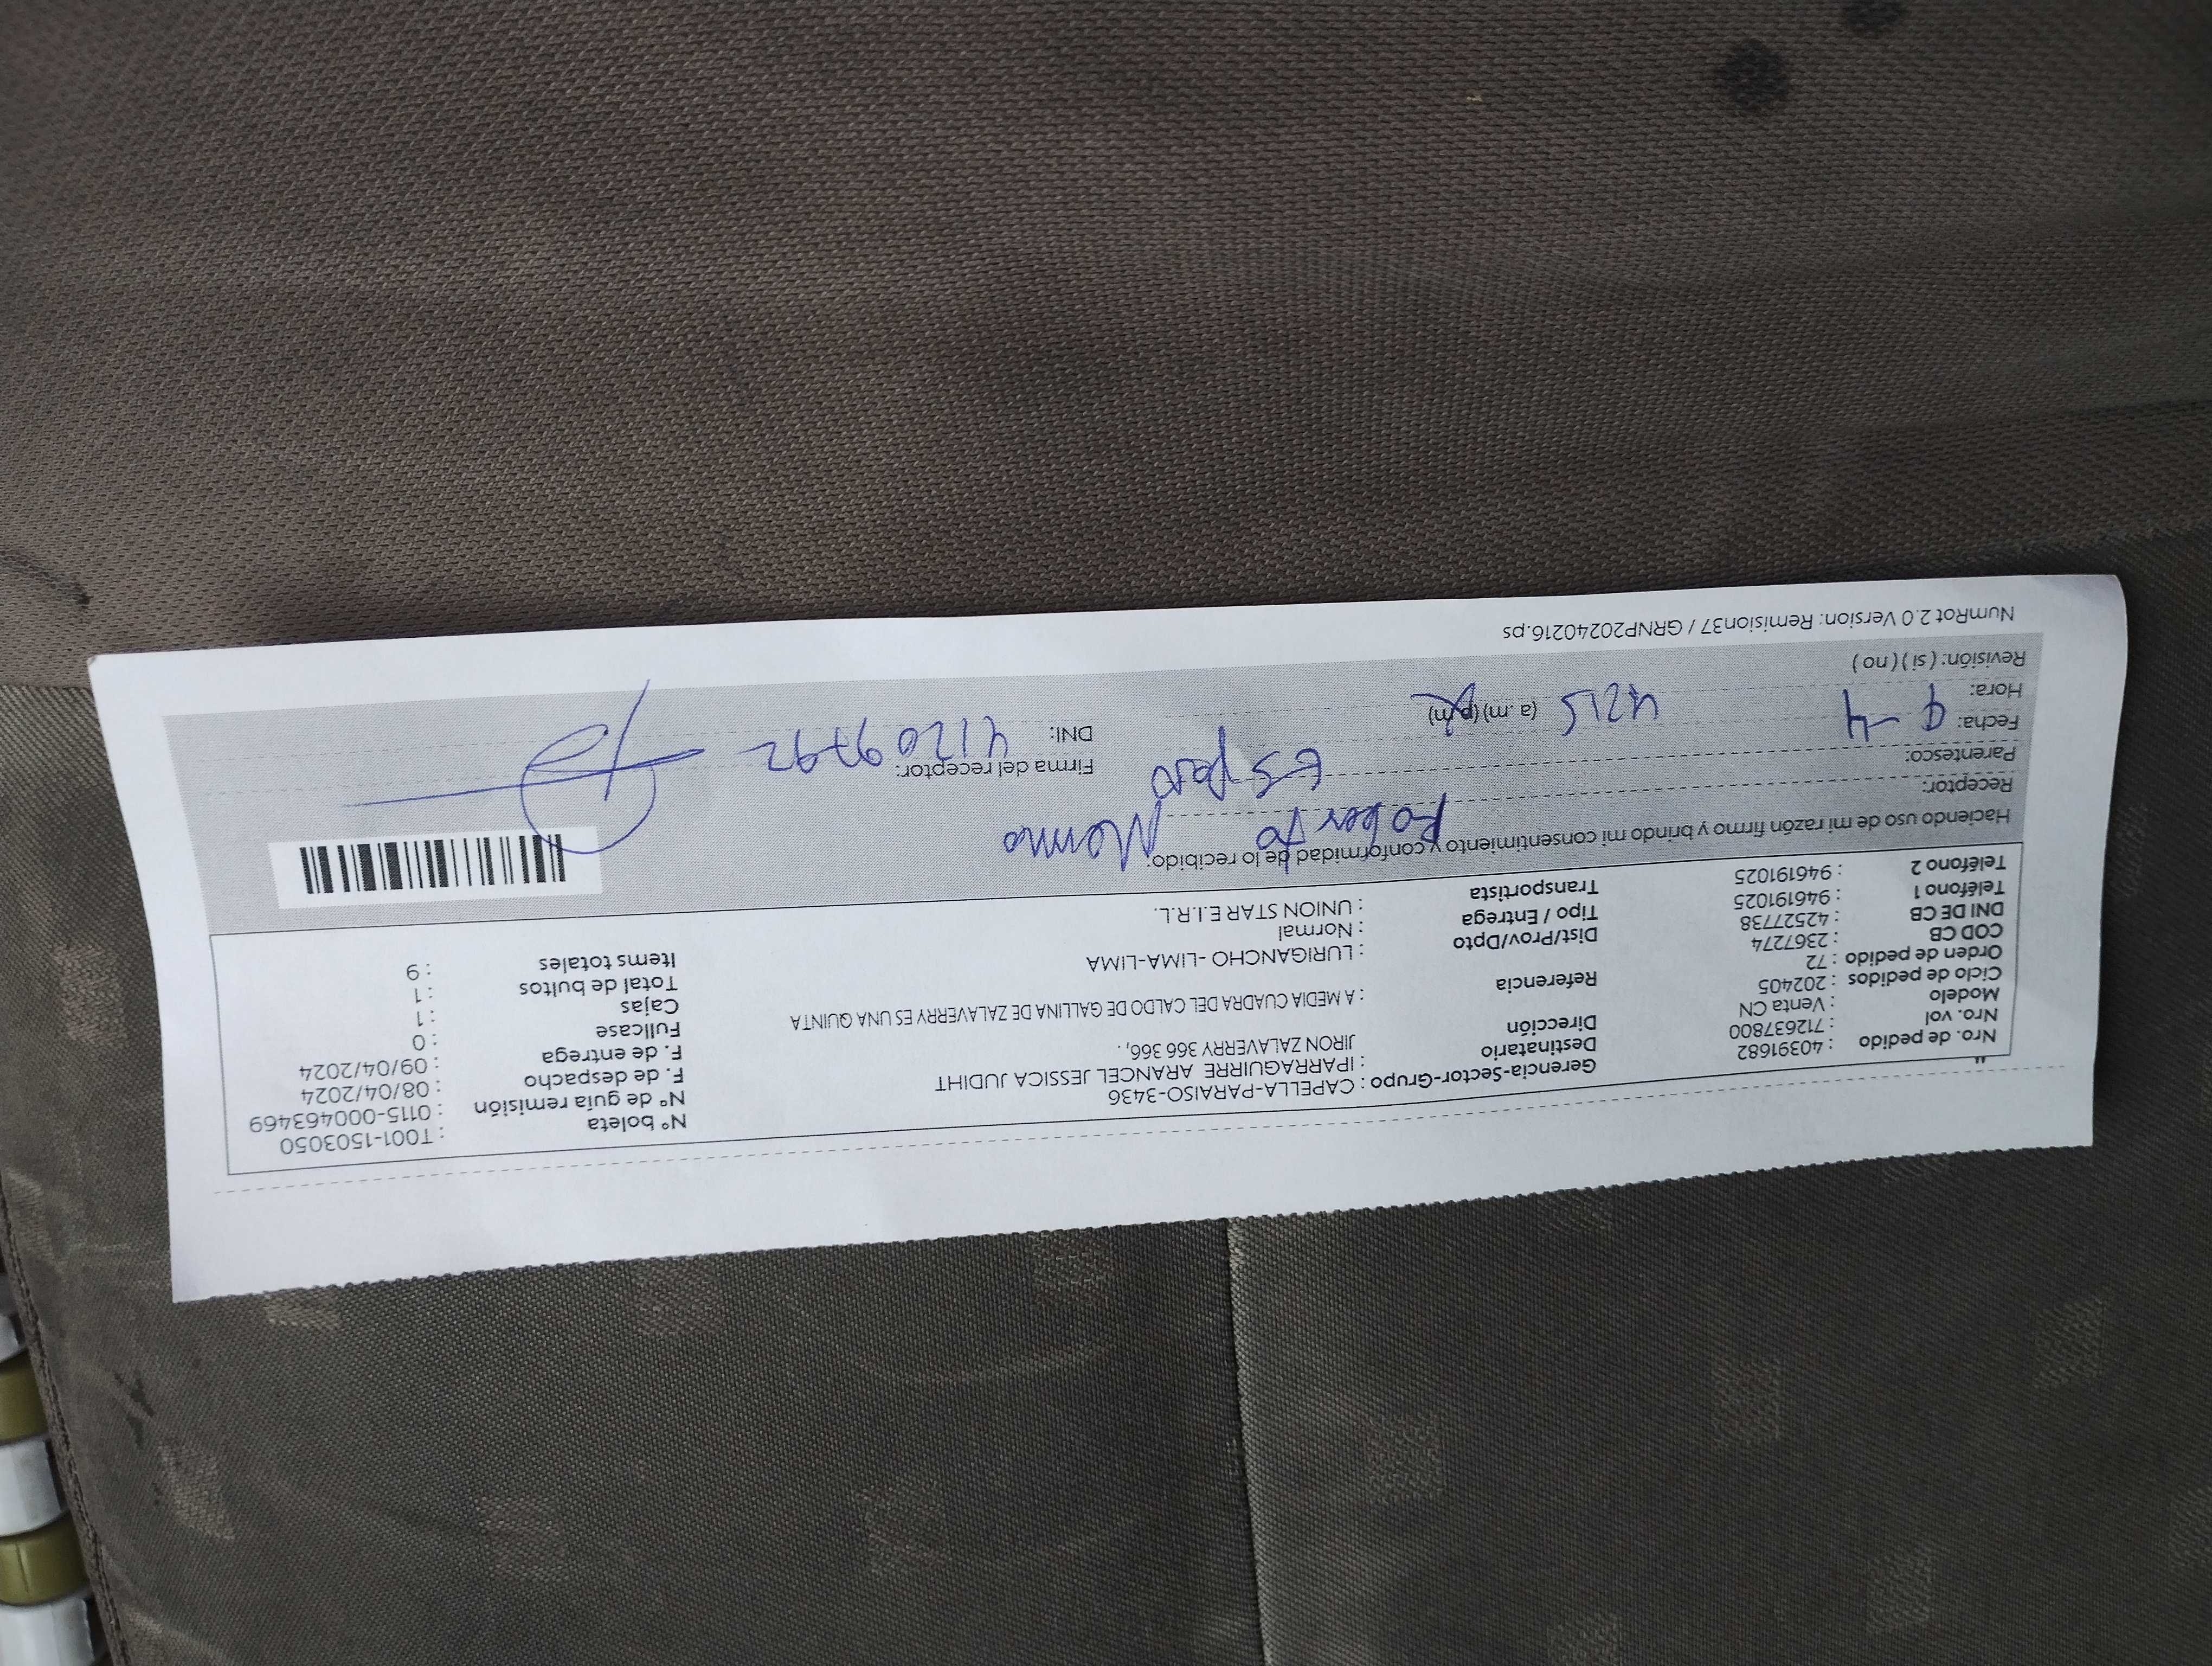 Nro. de pedido : 40391682
Nro. vol : 712637800
Modelo : Venta CN
Ciclo de pedidos : 202405
Orden de pedido : 72
COD CB : 2367274
DNI DE CB : 42527738
Teléfono 1 : 946191025
Teléfono 2 : 946191025
Gerencia-Sector-Grupo : CAPELLA-PARAISO-3436
Destinatario : IPARRAGUIRRE ARANCEL JESSICA JUDIHT
Dirección JIRON ZALAVERRY 366 366, .
Referencia : A MEDIA CUADRA DEL CALDO DE GALLINA DE ZALAVERRY ES UNA QUINTA
Dist/Prov/Dpto : LURIGANCHO -LIMA-LIMA
Tipo / Entrega : Normal
Transportista : UNION STAR E.I.R.L.
N° boleta : T001-1503050
N° de guía remisión : 0115-000463469
F. de despacho : 08/04/2024
F. de entrega : 09/04/2024
Fullcase : 0
Cajas : 1
Total de bultos : 1
Items totales : 9
Haciendo uso de mi razón firmo y brindo mi consentimiento y conformidad de lo recibido:
Receptor: Roberto
Parentesco: Esposo
Firma del receptor:
Fecha: 9-4
DNI: 41209792
Hora: 4215 (a.m) (p.m)
Revisión: ( si ) ( no )
NumRot 2.0 Version: Remision37 / GRNP20240216.ps